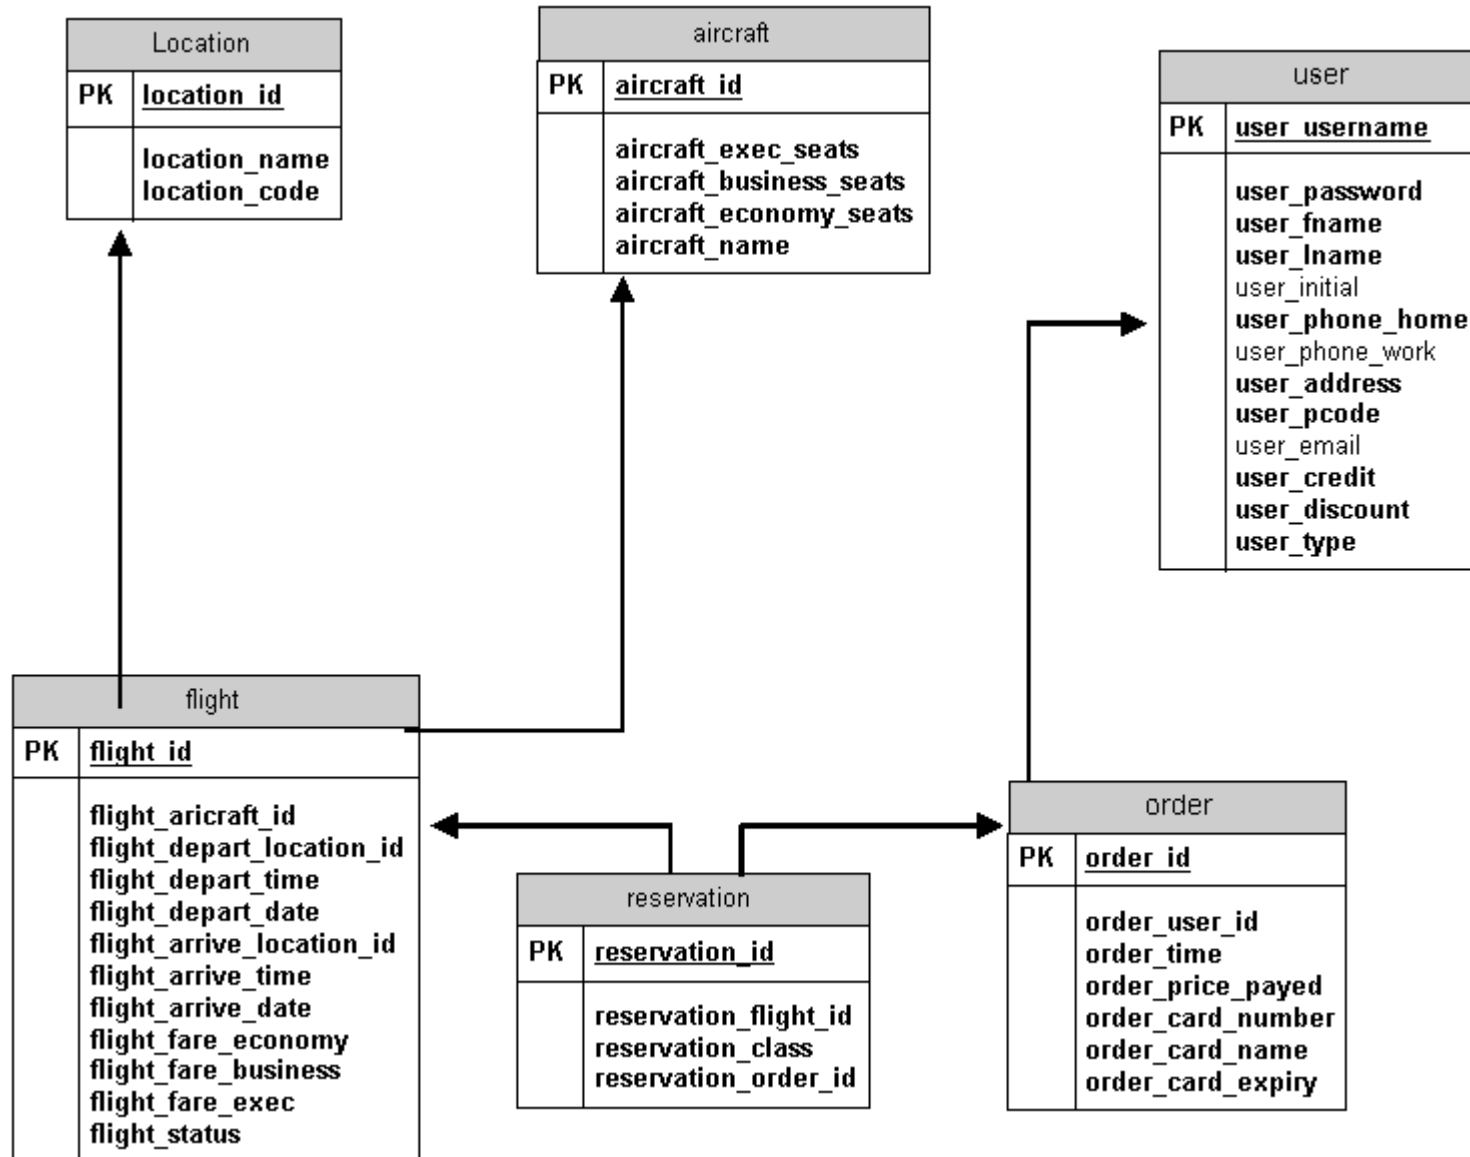 Location
PK location_id
location_name
location_code
aircraft
PK aircraft_id
aircraft_exec_seats
aircraft_business_seats
aircraft_economy_seats
aircraft_name
user
PK user_username
user_password
user_fname
user_lname
user_initial
user_phone_home
user_phone_work
user_address
user_pcode
user_email
user_credit
user_discount
user_type
flight
PK flight_id
flight_aricraft_id
flight_depart_location_id
flight_depart_time
flight_depart_date
flight_arrive_location_id
flight_arrive_time
flight_arrive_date
flight_fare_economy
flight_fare_business
flight_fare_exec
flight_status
reservation
PK reservation_id
reservation_flight_id
reservation_class
reservation_order_id
order
PK order_id
order_user_id
order_time
order_price_payed
order_card_number
order_card_name
order_card_expiry